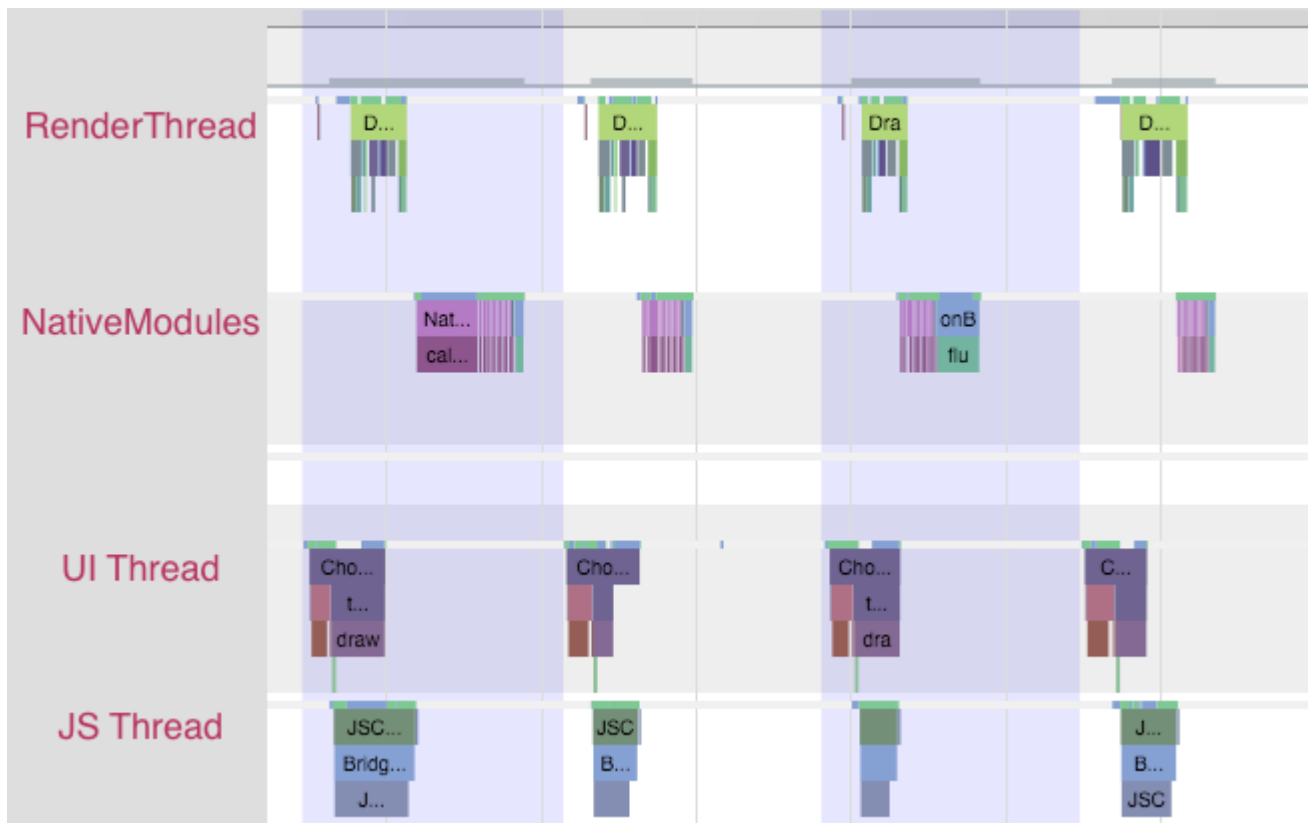 RenderThread
D...
D...
Dra
D...
NativeModules
Nat...
onB
cal...
flu
UI Thread
Cho...
Cho...
Cho...
C...
t...
t...
draw
dra
JS Thread
JSC...
JSC
J...
Bridg...
B...
B...
J...
JSC